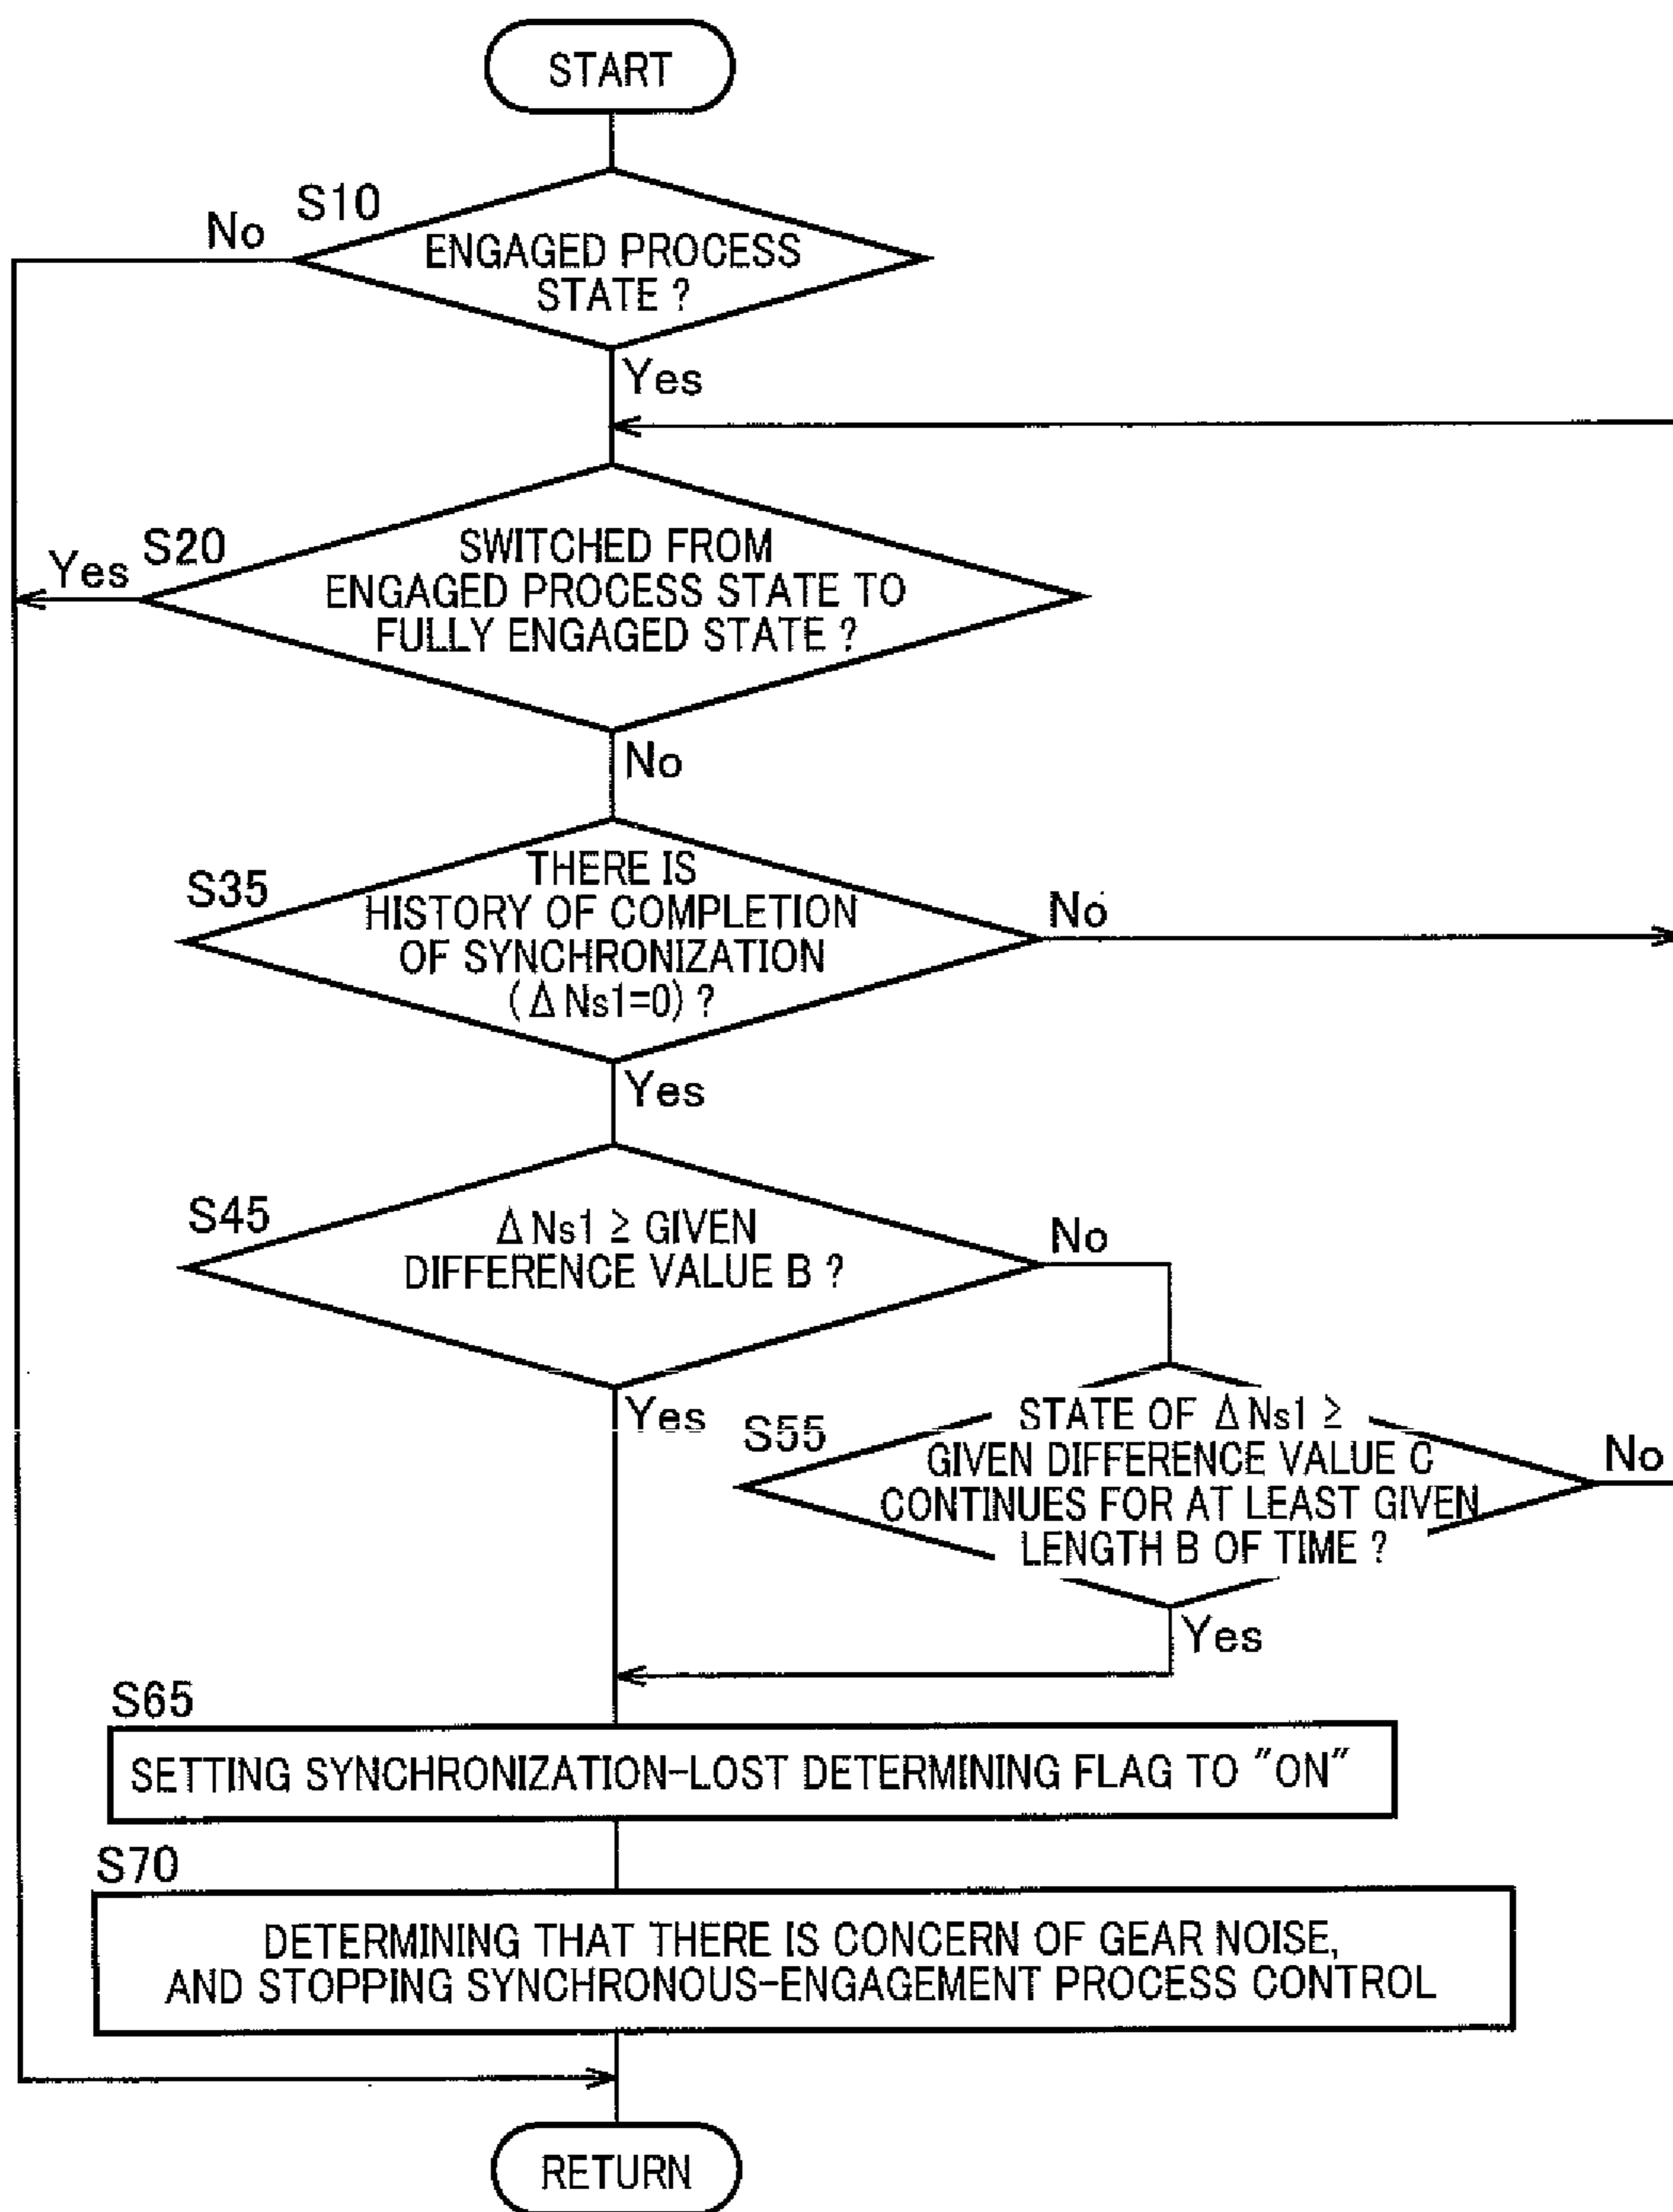 START
S10
No
ENGAGED PROCESS
STATE ?
Yes
S20
Yes
SWITCHED FROM
ENGAGED PROCESS STATE TO
FULLY ENGAGED STATE ?
No
S35
THERE IS
HISTORY OF COMPLETION
OF SYNCHRONIZATION
(ΔNs1=0) ?
No
Yes
S45
ΔNs1 ≥ GIVEN
DIFFERENCE VALUE B ?
No
Yes
S55
STATE OF ΔNs1 ≥
GIVEN DIFFERENCE VALUE C
CONTINUES FOR AT LEAST GIVEN
LENGTH B OF TIME ?
No
Yes
S65
SETTING SYNCHRONIZATION-LOST DETERMINING FLAG TO "ON"
S70
DETERMINING THAT THERE IS CONCERN OF GEAR NOISE,
AND STOPPING SYNCHRONOUS-ENGAGEMENT PROCESS CONTROL
RETURN